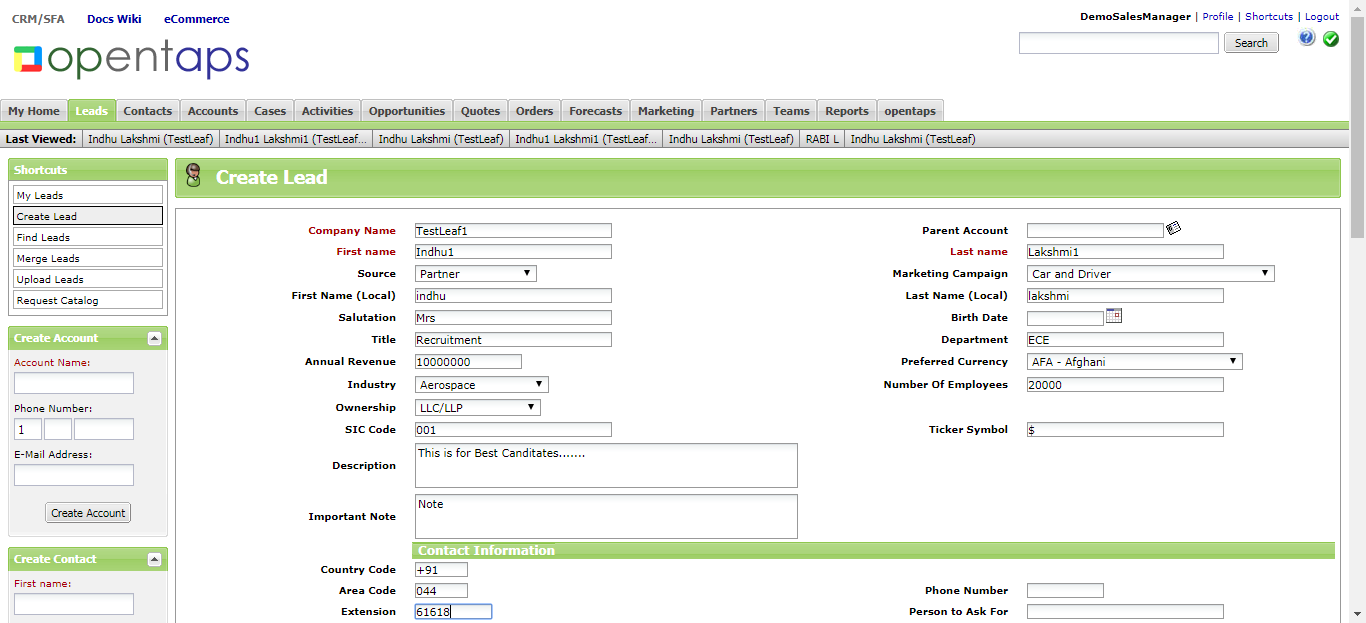 CRM/SFA Docs Wiki eCommerce
DemoSalesManager | Profile | Shortcuts | Logout
opentaps
Search
My Home Leads Contacts Accounts Cases Activities Opportunities Quotes Orders Forecasts Marketing Partners Teams Reports opentaps
Last Viewed: Indhu Lakshmi (TestLeaf) Indhu1 Lakshmi1 (TestLeaf... Indhu Lakshmi (TestLeaf) Indhu1 Lakshmi1 (TestLeaf... Indhu Lakshmi (TestLeaf) RABI L Indhu Lakshmi (TestLeaf)
Shortcuts
My Leads
Create Lead
Find Leads
Merge Leads
Upload Leads
Request Catalog
Create Account
Account Name:
Phone Number:
1
E-Mail Address:
Create Account
Create Contact
First name:
Create Lead
Company Name TestLeaf1 Parent Account
First name Indhu1 Last name Lakshmi1
Source Partner Marketing Campaign Car and Driver
First Name (Local) indhu Last Name (Local) lakshmi
Salutation Mrs Birth Date
Title Recruitment Department ECE
Annual Revenue 10000000 Preferred Currency AFA - Afghani
Industry Aerospace Number Of Employees 20000
Ownership LLC/LLP
SIC Code 001 Ticker Symbol $
Description This is for Best Canditates.......
Important Note Note
Contact Information
Country Code +91
Area Code 044 Phone Number
Extension 61618 Person to Ask For